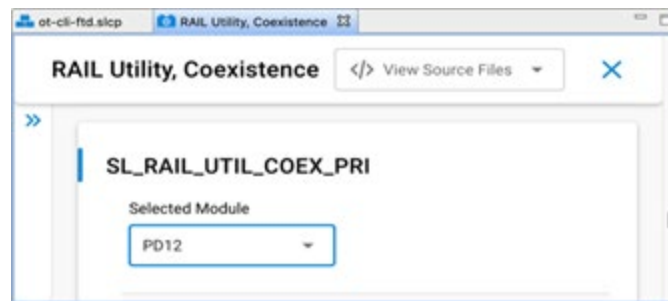 ot-cli-ftd.slcp
RAIL Utility, Coexistence
RAIL Utility, Coexistence
</> View Source Files
SL_RAIL_UTIL_COEX_PRI
Selected Module
PD12